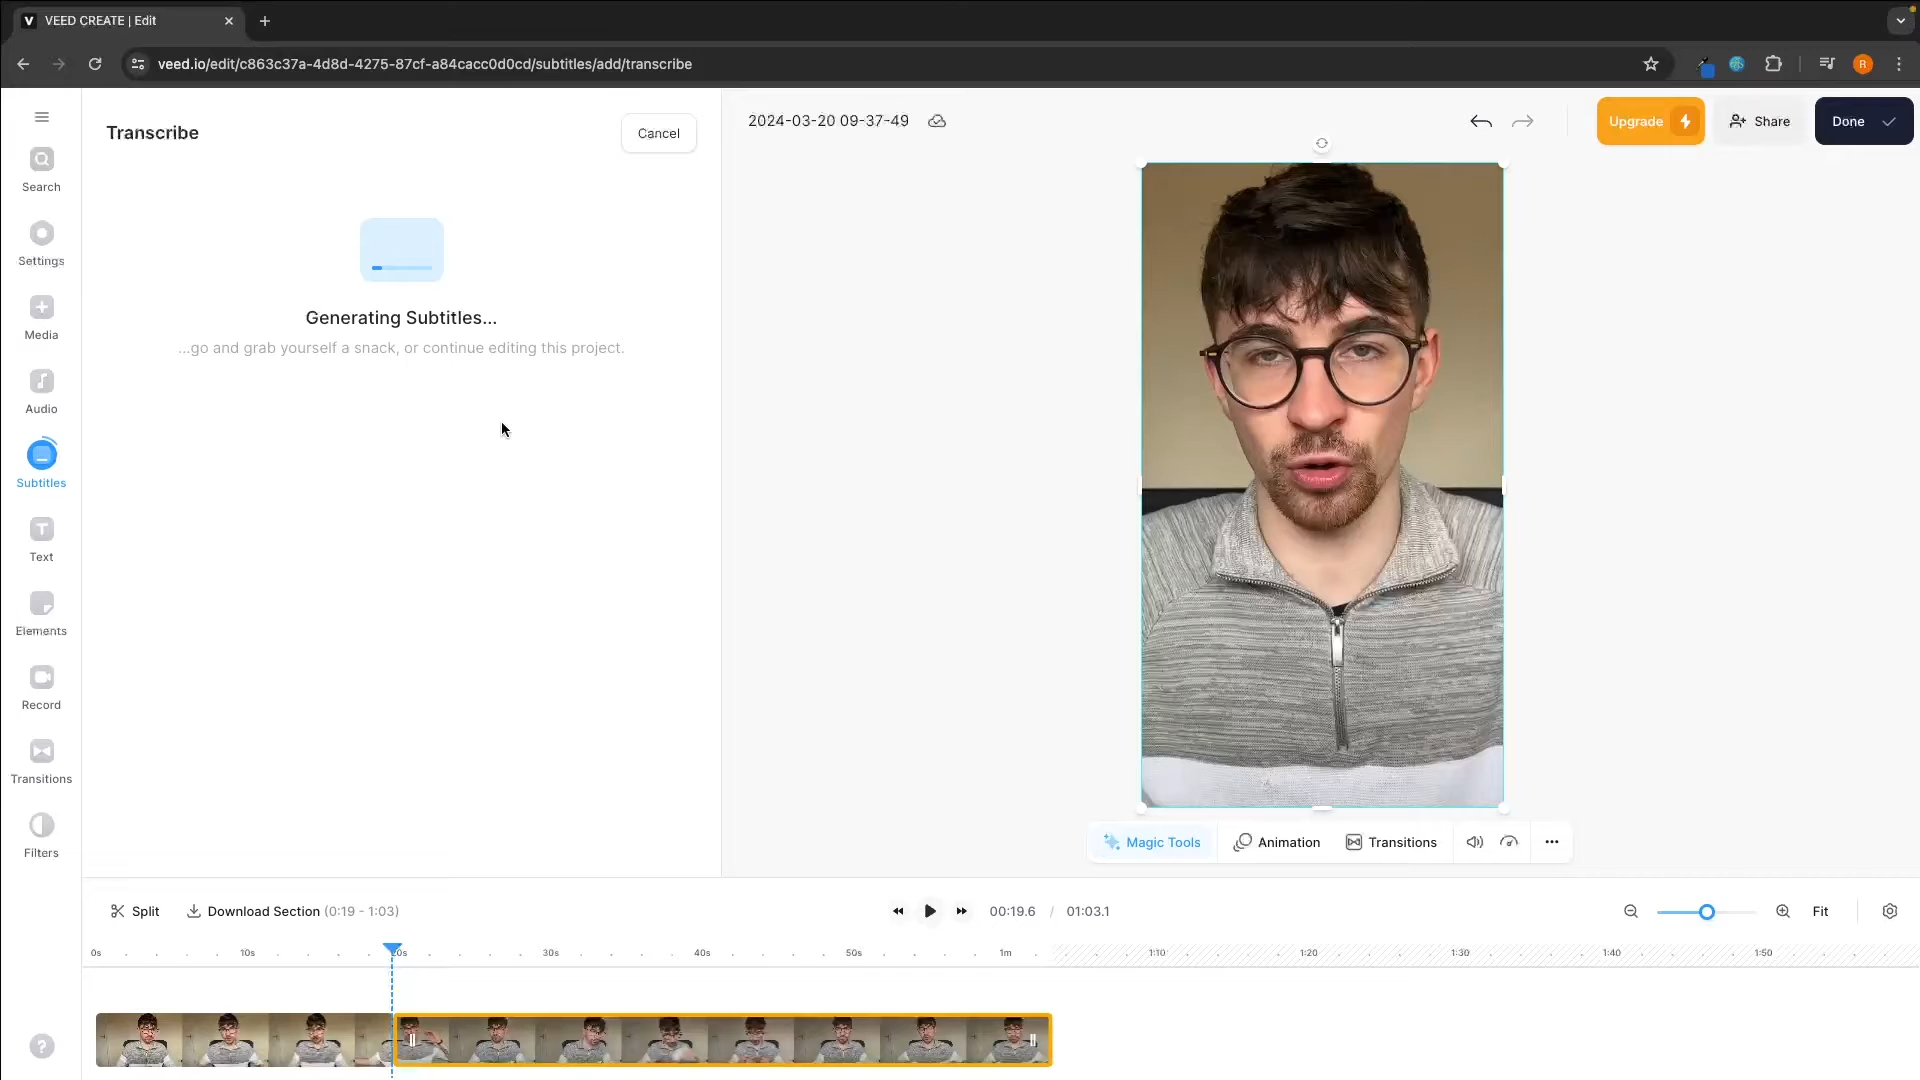 VEED CREATE | Edit
veed.io/edit/c863c37a-4d8d-4275-87cf-a84cacc0d0cd/subtitles/add/transcribe
R
Search
Settings
Media
Audio
Subtitles
Text
Elements
Record
Transitions
Filters
Transcribe
Cancel
Generating Subtitles...
...go and grab yourself a snack, or continue editing this project.
2024-03-20 09-37-49
Upgrade
Share
Done
Magic Tools
Animation
Transitions
Split
Download Section (0:19 - 1:03)
00:19.6 / 01:03.1
Fit
0s 10s 20s 30s 40s 50s 1m 1:10 1:20 1:30 1:40 1:50